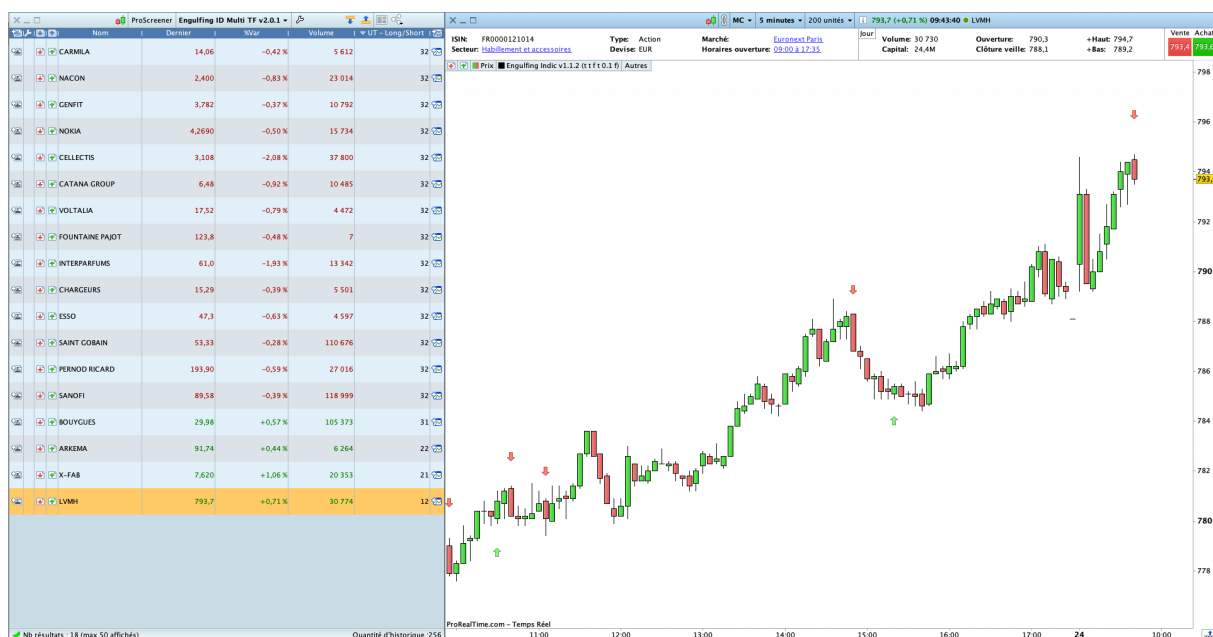 ProScreener Engulfing ID Multi TF v2.0.1
Nom Dernier %Var Volume UT - Long/Short
CARMILA 14,06 −0,42 % 5 612 32
NACON 2,400 −0,83 % 23 014 32
GENFIT 3,782 −0,37 % 10 792 32
NOKIA 4,2690 −0,50 % 15 734 32
CELLECTIS 3,108 −2,08 % 37 800 32
CATANA GROUP 6,48 −0,92 % 10 485 32
VOLTALIA 17,52 −0,79 % 4 472 32
FOUNTAINE PAJOT 123,8 −0,48 % 7 32
INTERPARFUMS 61,0 −1,93 % 13 342 32
CHARGEURS 15,29 −0,39 % 5 501 32
ESSO 47,3 −0,63 % 4 597 32
SAINT GOBAIN 53,33 −0,28 % 110 676 32
PERNOD RICARD 193,90 −0,59 % 27 016 32
SANOFI 89,58 −0,39 % 118 999 32
BOUYGUES 29,98 +0,57 % 105 373 31
ARKEMA 91,74 +0,44 % 6 264 22
X-FAB 7,620 +1,06 % 20 353 21
LVMH 793,7 +0,71 % 30 774 12
Nb résultats : 18 (max 50 affichés) Quantité d'historique :256
MC 5 minutes 200 unités 793,7 (+0,71 %) 09:43:40 LVMH
ISIN: FR0000121014 Type: Action Marché: Euronext Paris
Secteur: Habillement et accessoires Devise: EUR Horaires ouverture: 09:00 à 17:35
Jour Volume: 30 730 Ouverture: 790,3 +Haut: 794,7
Capital: 24,4M Clôture veille: 788,1 +Bas: 789,2
Vente Achat
793,4 793,6
Prix Engulfing Indic v1.1.2 (t t f t 0.1 f) Autres
798
796
794
793,
792
790
788
786
784
782
780
778
ProRealTime.com – Temps Réel
12:00 11:00 12:00 13:00 14:00 15:00 16:00 17:00 24 10:00